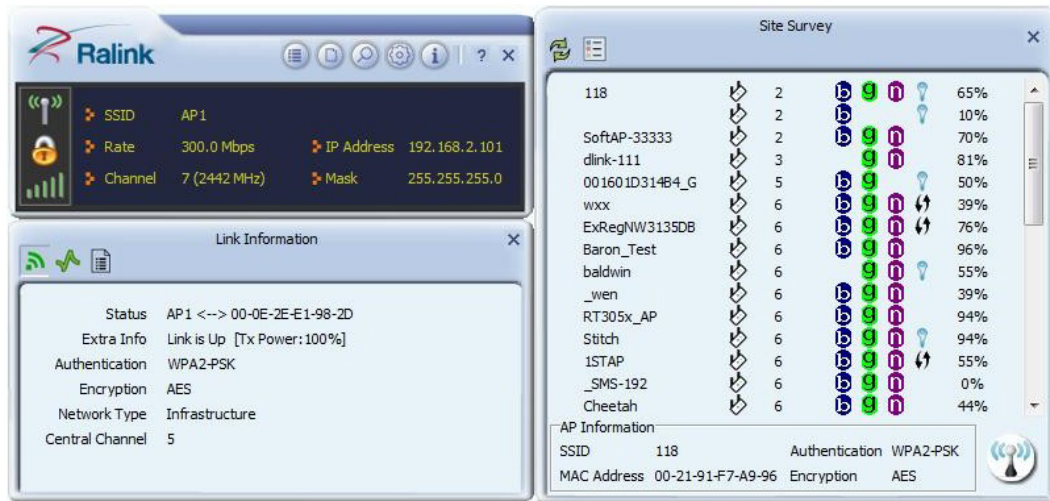 Ralink
? ×
SSID AP1
Rate 300.0 Mbps IP Address 192.168.2.101
Channel 7 (2442 MHz) Mask 255.255.255.0
Link Information
Status AP1 <--> 00-0E-2E-E1-98-2D
Extra Info Link is Up [Tx Power:100%]
Authentication WPA2-PSK
Encryption AES
Network Type Infrastructure
Central Channel 5
Site Survey
118 2 b g n 65%
2 b 10%
SoftAP-33333 2 b g n 70%
dlink-111 3 g n 81%
001601D314B4_G 5 b g 50%
wxx 6 b g n 39%
ExRegNW3135DB 6 b g n 76%
Baron_Test 6 b g n 96%
baldwin 6 g n 55%
_wen 6 b g n 39%
RT305x_AP 6 b g n 94%
Stitch 6 b g n 94%
1STAP 6 b g n 55%
_SMS-192 6 b g n 0%
Cheetah 6 b g n 44%
AP Information
SSID 118 Authentication WPA2-PSK
MAC Address 00-21-91-F7-A9-96 Encryption AES